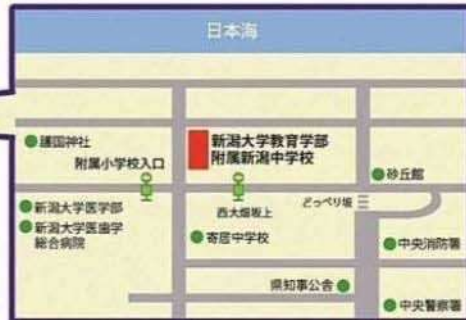 日本海
護国神社
附属小学校入口
新潟大学教育学部
附属新潟中学校
砂丘館
新潟大学医学部
新潟大学医歯学
総合病院
西大畑坂上
どっぺり坂
寄居中学校
中央消防署
県知事公舎
中央警察署